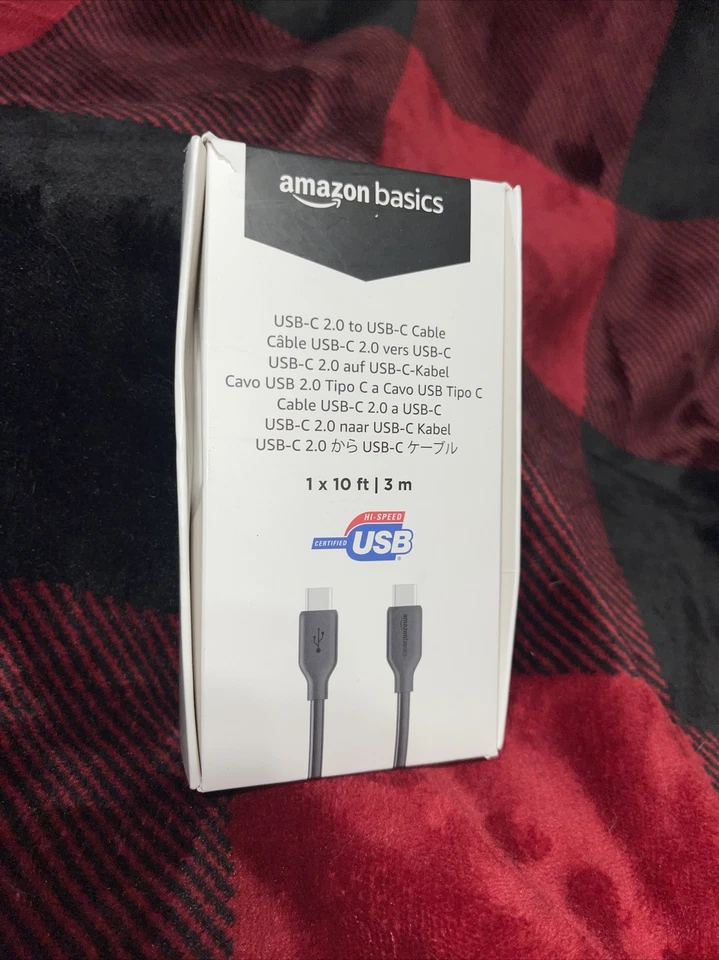 amazon basics
USB-C 2.0 to USB-C Cable
Câble USB-C 2.0 vers USB-C
USB-C 2.0 auf USB-C-Kabel
Cavo USB 2.0 Tipo C a Cavo USB Tipo C
Cable USB-C 2.0 a USB-C
USB-C 2.0 naar USB-C Kabel
USB-C 2.0 から USB-C ケーブル
1 x 10 ft | 3 m
HI-SPEED
CERTIFIED USB®
amazonbasics